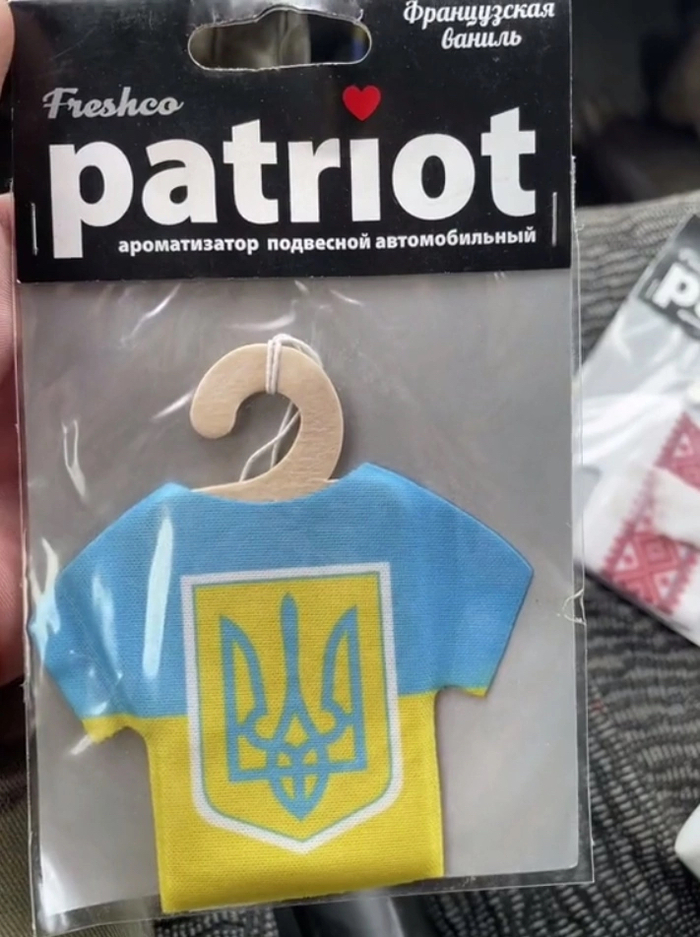 Французская
ваниль
Freshco
patriot
ароматизатор подвесной автомобильный